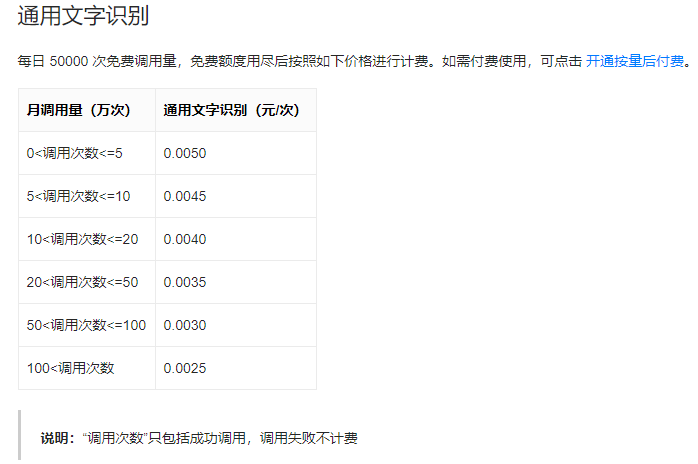 通用文字识别
每日 50000 次免费调用量，免费额度用尽后按照如下价格进行计费。如需付费使用，可点击 开通按量后付费。
月调用量（万次） 通用文字识别（元/次）
0<调用次数<=5 0.0050
5<调用次数<=10 0.0045
10<调用次数<=20 0.0040
20<调用次数<=50 0.0035
50<调用次数<=100 0.0030
100<调用次数 0.0025
说明：“调用次数”只包括成功调用，调用失败不计费